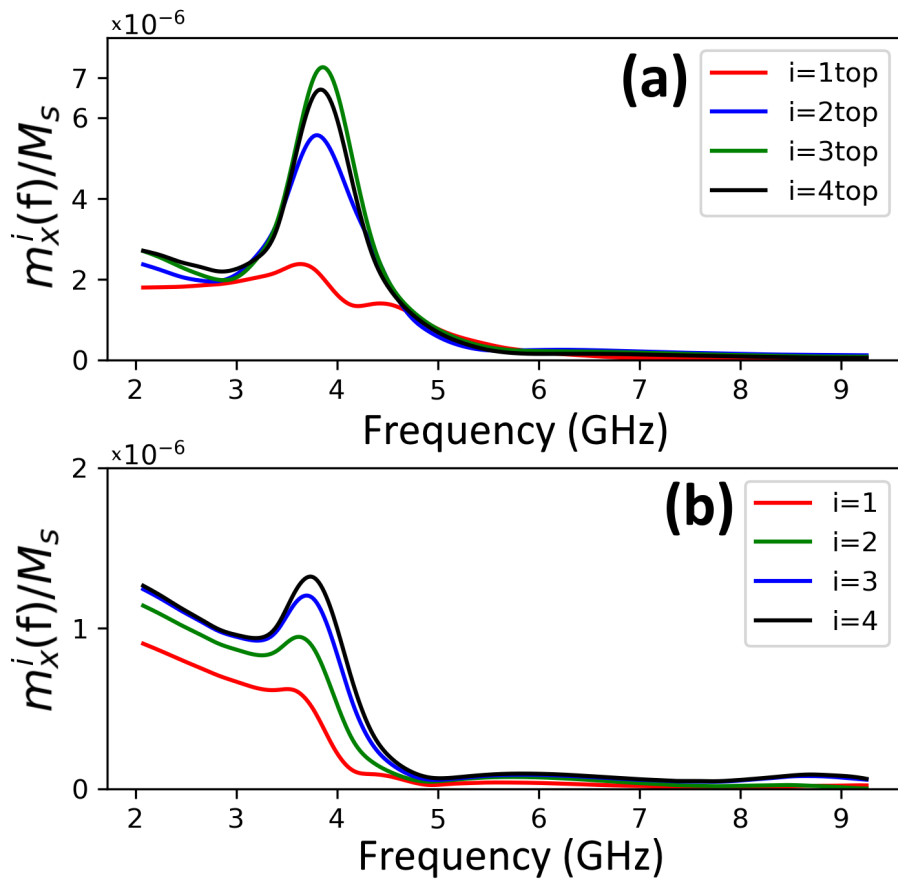 ×10⁻⁶
(a)
i=1top
i=2top
i=3top
i=4top
7
6
4
2
0
m_x^i(f)/M_s
2 3 4 5 6 7 8 9
Frequency (GHz)
×10⁻⁶
(b)
i=1
i=2
i=3
i=4
2
1
0
m_x^i(f)/M_s
2 3 4 5 6 7 8 9
Frequency (GHz)